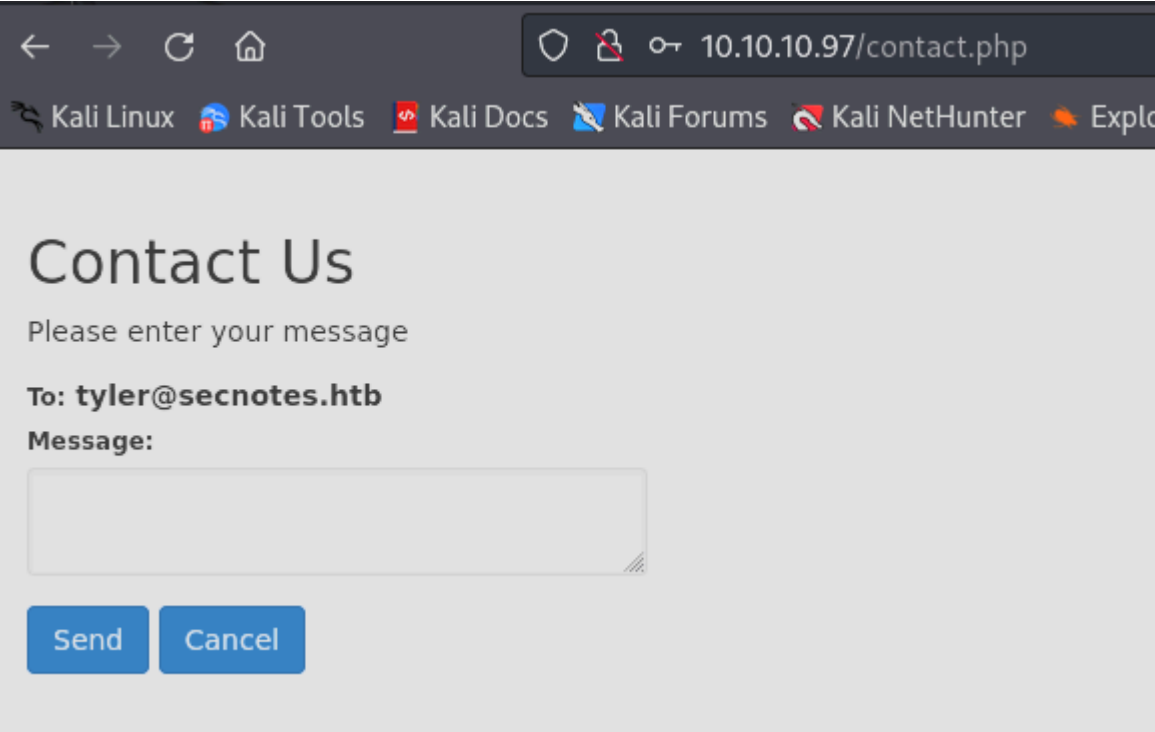 10.10.10.97/contact.php
Kali Linux Kali Tools Kali Docs Kali Forums Kali NetHunter
Contact Us
Please enter your message
To: tyler@secnotes.htb
Message:
Send Cancel